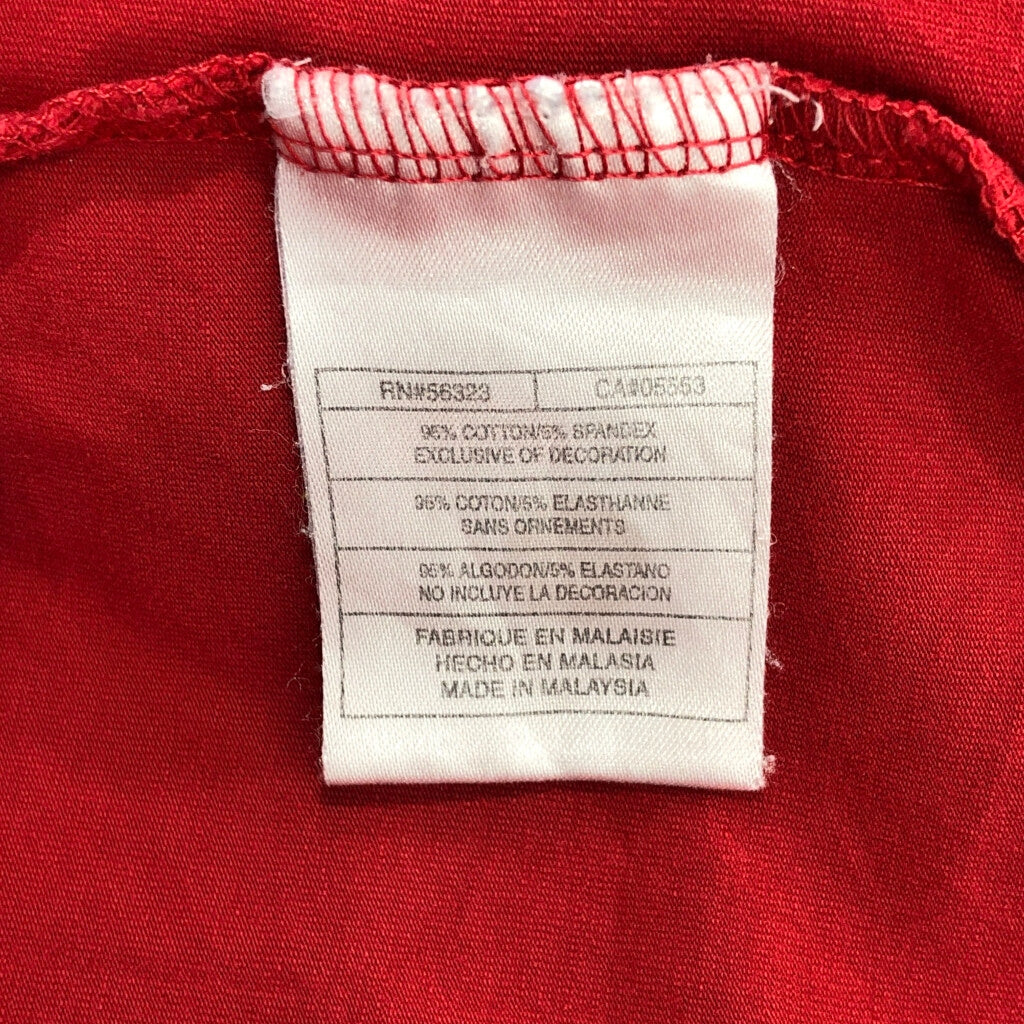 RN#56323 CA#05553
95% COTTON/5% SPANDEX
EXCLUSIVE OF DECORATION
95% COTON/5% ELASTHANNE
SANS ORNEMENTS
95% ALGODON/5% ELASTANO
NO INCLUYE LA DECORACION
FABRIQUE EN MALAISIE
HECHO EN MALASIA
MADE IN MALAYSIA